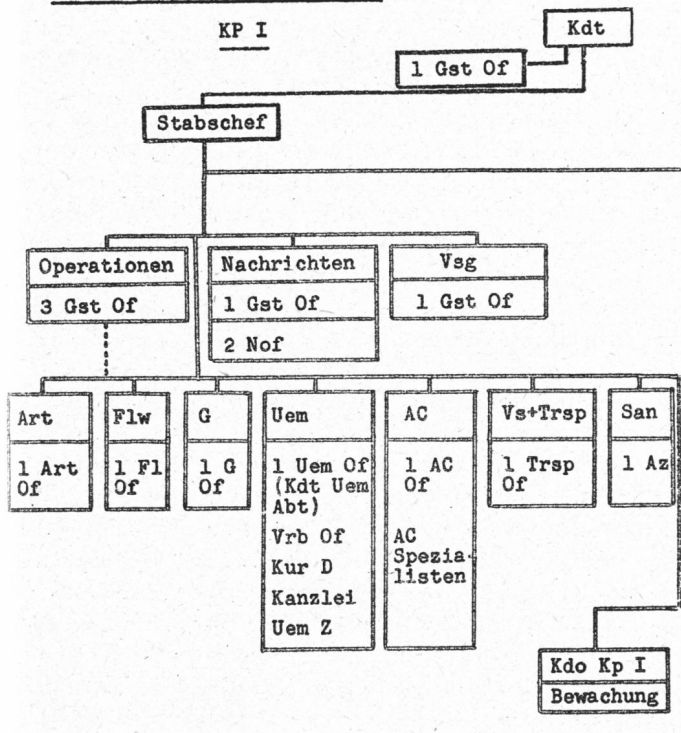 KP I
Kdt
1 Gst Of
Stabschef
Operationen
3 Gst Of
Nachrichten
1 Gst Of
2 Nof
Vsg
1 Gst Of
Art
1 Art
Of
Flw
1 Fl
Of
G
1 G
Of
Uem
1 Uem Of
(Kdt Uem
Abt)
Vrb Of
Kur D
Kanzlei
Uem Z
AC
1 AC
Of
AC
Spezia-
listen
Vs+Trsp
1 Trsp
Of
San
1 Az
Kdo Kp I
Bewachung